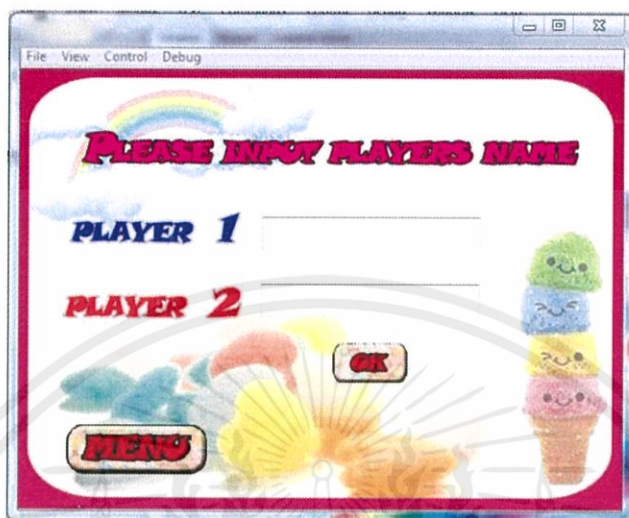 File View Control Debug
PLEASE INPUT PLAYERS NAME
PLAYER 1
PLAYER 2
OK
MENU